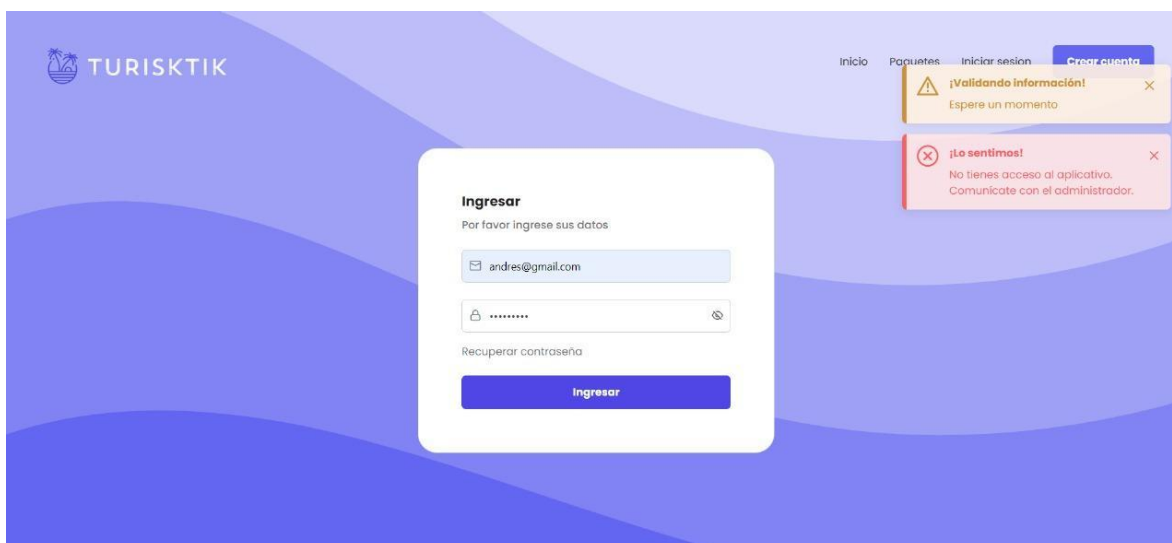 TURISKTIK
Inicio Paquetes Iniciar sesion Crear cuenta
¡Validando información!
Espere un momento
¡Lo sentimos!
No tienes acceso al aplicativo.
Comunícate con el administrador.
Ingresar
Por favor ingrese sus datos
andres@gmail.com
•••••••••
Recuperar contraseña
Ingresar